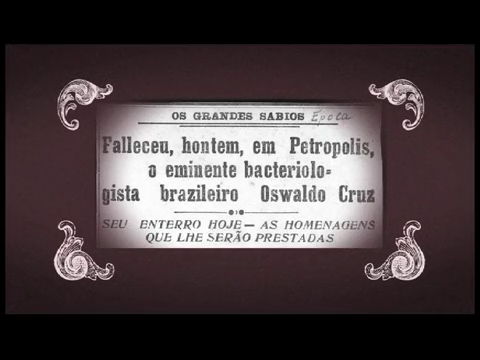 OS GRANDES SABIOS Epoca
Falleceu, hontem, em Petropolis,
o eminente bacteriolo=
gista brazileiro Oswaldo Cruz
SEU ENTERRO HOJE — AS HOMENAGENS
QUE LHE SERÃO PRESTADAS